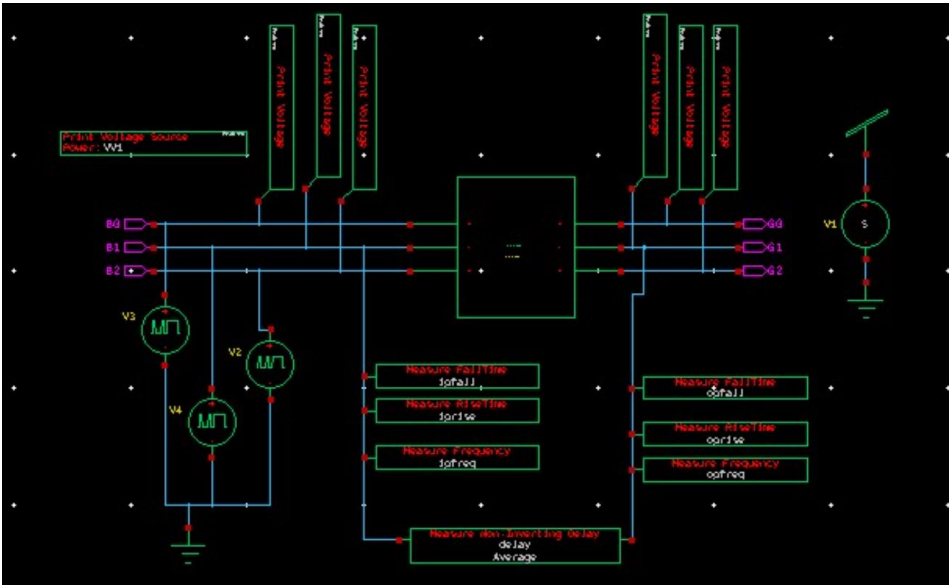 Print Voltage
Print Voltage
Print Voltage
Print Voltage
Print Voltage
Print Voltage
Print Voltage Source
Power: VV1
B0
B1
B2
G0
G1
G2
V1
S
V3
V2
V4
Measure FallTime
ipfall
Measure RiseTime
iprise
Measure Frequency
ipfreq
Measure FallTime
opfall
Measure RiseTime
oprise
Measure Frequency
opfreq
Measure Non-Inverting Delay
delay
Average